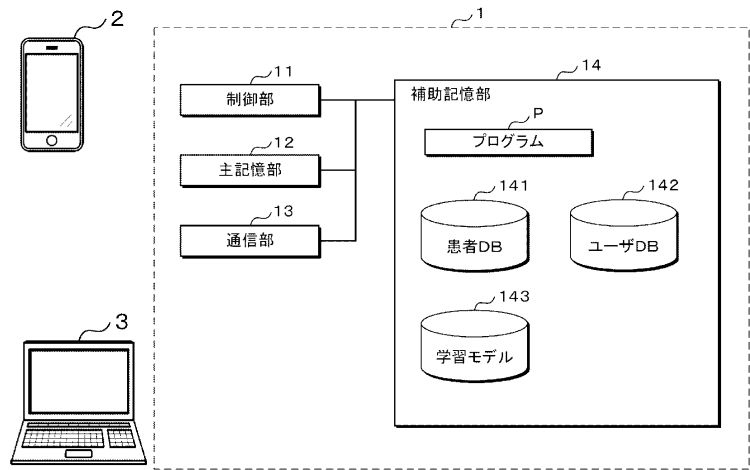 2
1
11
制御部
12
主記憶部
13
通信部
14
補助記憶部
P
プログラム
141
患者DB
142
ユーザDB
143
学習モデル
3